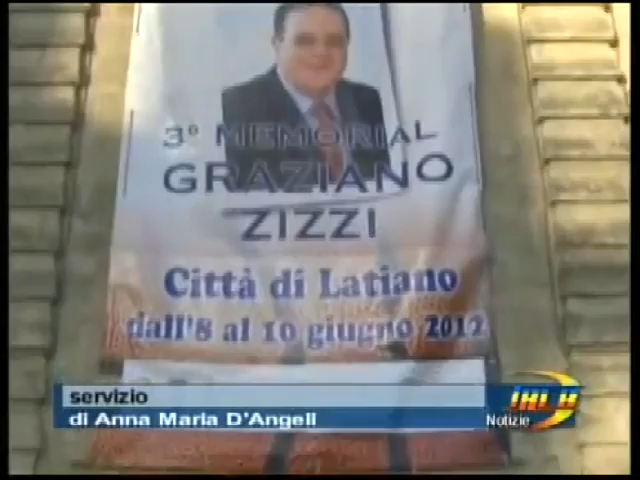 3° MEMORIAL
GRAZIANO
ZIZZI
Città di Latiano
dall'8 al 10 giugno 2012
servizio
di Anna Maria D'Angeli
Notizie